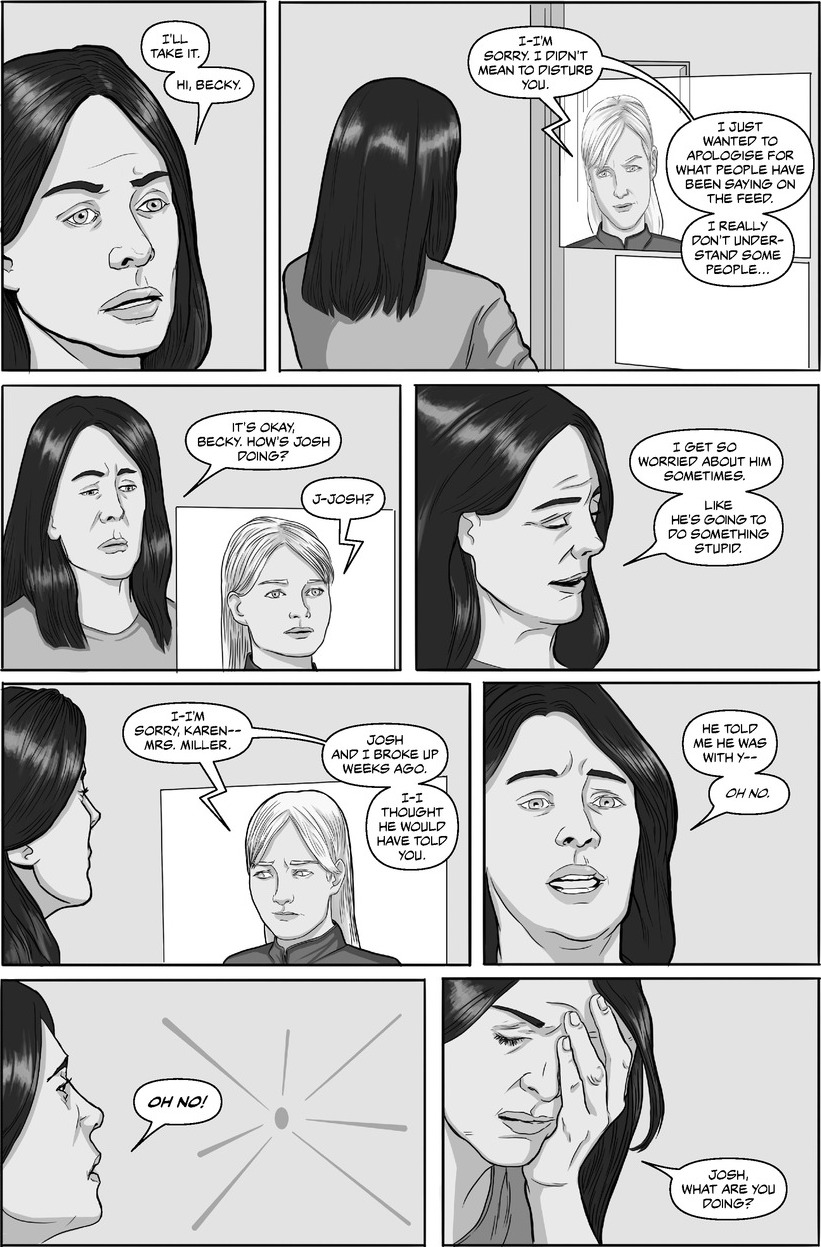 I'LL
TAKE IT.
HI, BECKY.
I-I'M
SORRY. I DIDN'T
MEAN TO DISTURB
YOU.
I JUST
WANTED TO
APOLOGISE FOR
WHAT PEOPLE HAVE
BEEN SAYING ON
THE FEED.
I REALLY
DON'T UNDER-
STAND SOME
PEOPLE...
IT'S OKAY,
BECKY. HOW'S JOSH
DOING?
J-JOSH?
I GET SO
WORRIED ABOUT HIM
SOMETIMES.
LIKE
HE'S GOING TO
DO SOMETHING
STUPID.
I-I'M
SORRY, KAREN--
MRS. MILLER.
JOSH
AND I BROKE UP
WEEKS AGO.
I-I
THOUGHT
HE WOULD
HAVE TOLD
YOU.
HE TOLD
ME HE WAS
WITH Y--
OH NO.
OH NO!
JOSH,
WHAT ARE YOU
DOING?